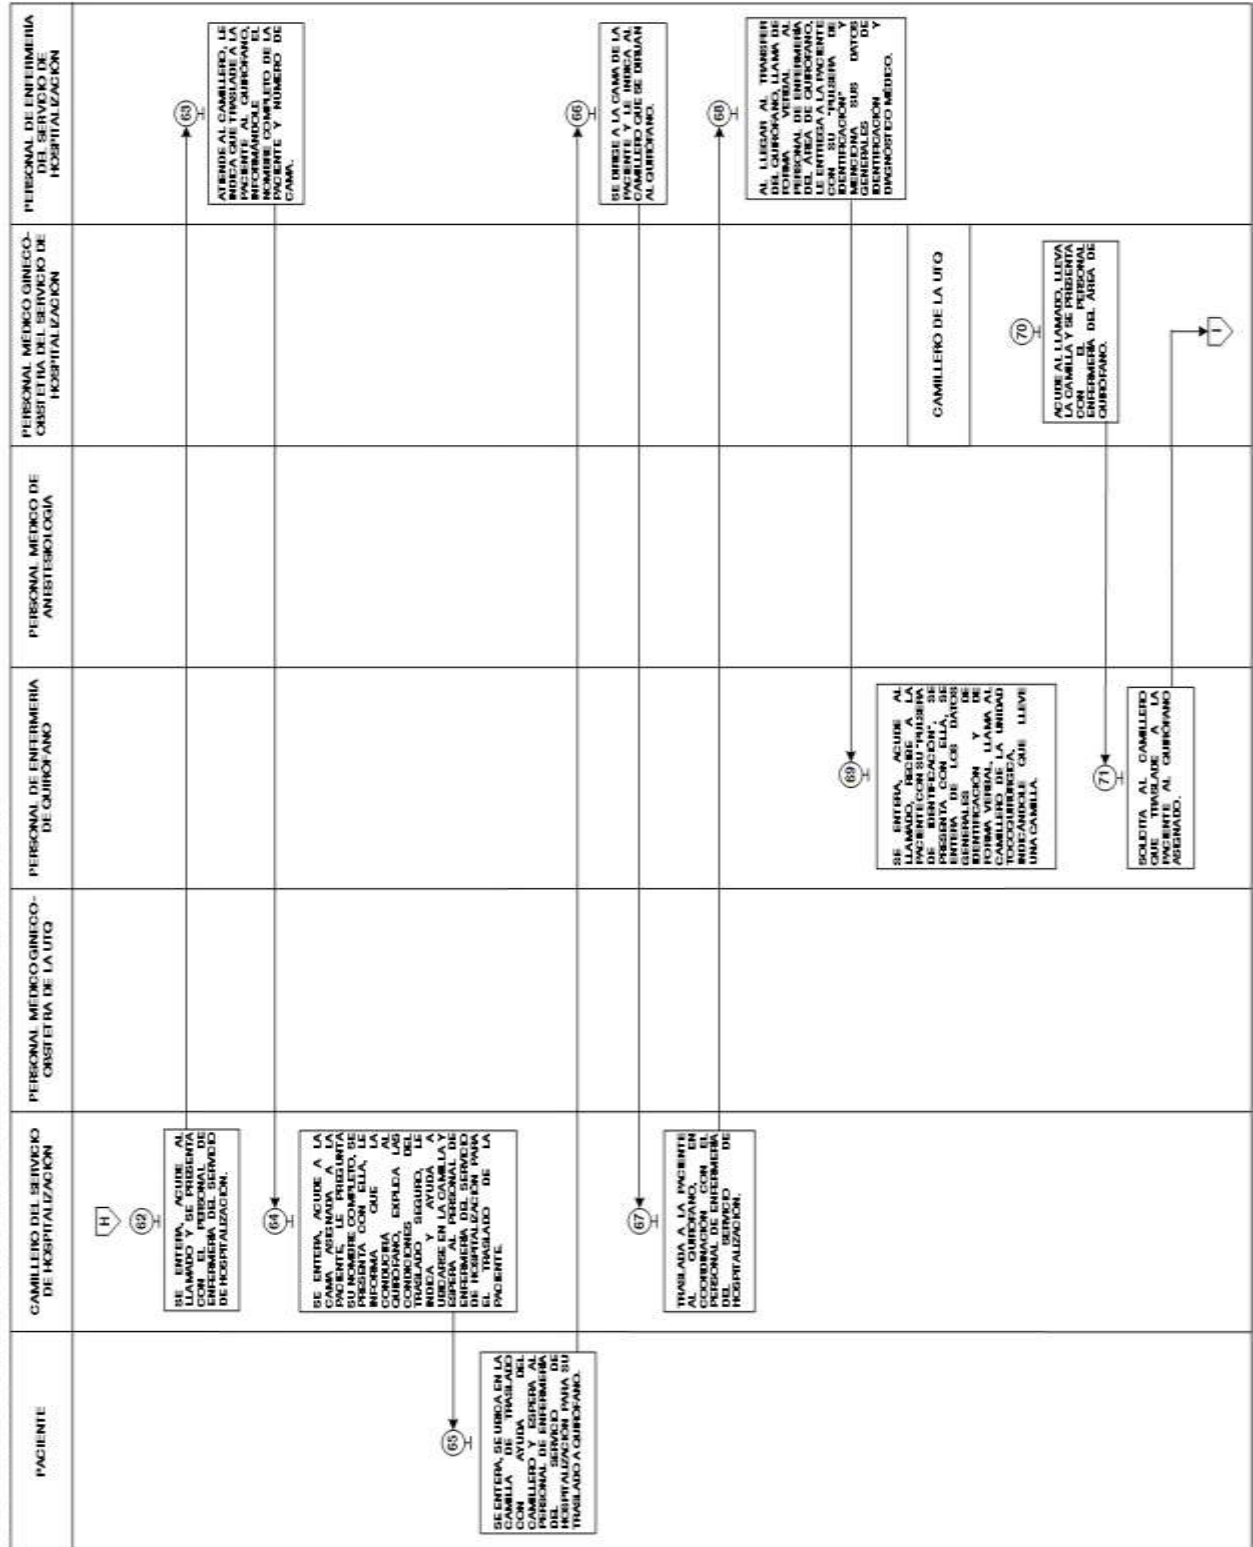 PACIENTE
CAMILLERO DEL SERVICIO
DE HOSPITALIZACIÓN
PERSONAL MÉDICO GINECO-
OBSTETRA DE LA UTQ
PERSONAL DE ENFERMERÍA
DE QUIRÓFANO
PERSONAL MÉDICO DE
ANESTESIOLOGÍA
PERSONAL MÉDICO GINECO-
OBSTETRA DEL SERVICIO DE
HOSPITALIZACIÓN
PERSONAL DE ENFERMERÍA
DEL SERVICIO DE
HOSPITALIZACIÓN
H
62
SE ENTERA, ACUDE AL
LLAMADO Y SE PRESENTA
CON EL PERSONAL DE
ENFERMERÍA DEL SERVICIO
DE HOSPITALIZACIÓN.
63
ATIENDE AL CAMILLERO, LE
INDICA QUE TRASLADE A LA
PACIENTE AL QUIRÓFANO,
INFORMÁNDOLE EL
NOMBRE COMPLETO DE LA
PACIENTE Y NÚMERO DE
CAMA.
64
SE ENTERA, ACUDE A LA
CAMA ASIGNADA A LA
PACIENTE, LE PREGUNTA
SU NOMBRE COMPLETO, SE
PRESENTA CON ELLA, LE
INFORMA QUE LA
CONDUCIRÁ AL
QUIRÓFANO, EXPLICA LAS
CONDICIONES DEL
TRASLADO SEGURO, LE
INDICA Y AYUDA A
UBICARSE EN LA CAMILLA Y
ESPERA AL PERSONAL DE
ENFERMERÍA DEL SERVICIO
DE HOSPITALIZACIÓN PARA
EL TRASLADO DE LA
PACIENTE.
65
SE ENTERA, SE UBICA EN LA
CAMILLA DE TRASLADO
CON AYUDA DEL
CAMILLERO Y ESPERA AL
PERSONAL DE ENFERMERÍA
DEL SERVICIO DE
HOSPITALIZACIÓN PARA SU
TRASLADO A QUIRÓFANO.
66
SE DIRIGE A LA CAMA DE LA
PACIENTE Y LE INDICA AL
CAMILLERO QUE SE DIRIJAN
AL QUIRÓFANO.
67
TRASLADA A LA PACIENTE
AL QUIRÓFANO, EN
COORDINACIÓN CON EL
PERSONAL DE ENFERMERÍA
DEL SERVICIO DE
HOSPITALIZACIÓN.
68
AL LLEGAR AL TRANSFER
DEL QUIRÓFANO, LLAMA DE
FORMA VERBAL AL
PERSONAL DE ENFERMERÍA
DEL ÁREA DE QUIRÓFANO,
LE ENTREGA A LA PACIENTE
CON SU "PULSERA DE
IDENTIFICACIÓN" Y
MENCIONA SUS DATOS
GENERALES DE
IDENTIFICACIÓN Y
DIAGNÓSTICO MÉDICO.
69
SE ENTERA, ACUDE AL
LLAMADO, RECIBE A LA
PACIENTE CON SU "PULSERA
DE IDENTIFICACIÓN", SE
PRESENTA CON ELLA, SE
ENTERA DE LOS DATOS
GENERALES DE
IDENTIFICACIÓN Y DE
FORMA VERBAL, LLAMA AL
CAMILLERO DE LA UNIDAD
TOCOQUIRÚRGICA,
INDICÁNDOLE QUE LLEVE
UNA CAMILLA.
CAMILLERO DE LA UTQ
70
ACUDE AL LLAMADO, LLEVA
LA CAMILLA Y SE PRESENTA
CON EL PERSONAL
ENFERMERÍA DEL ÁREA DE
QUIRÓFANO.
71
SOLICITA AL CAMILLERO
QUE TRASLADE A LA
PACIENTE AL QUIRÓFANO
ASIGNADO.
I